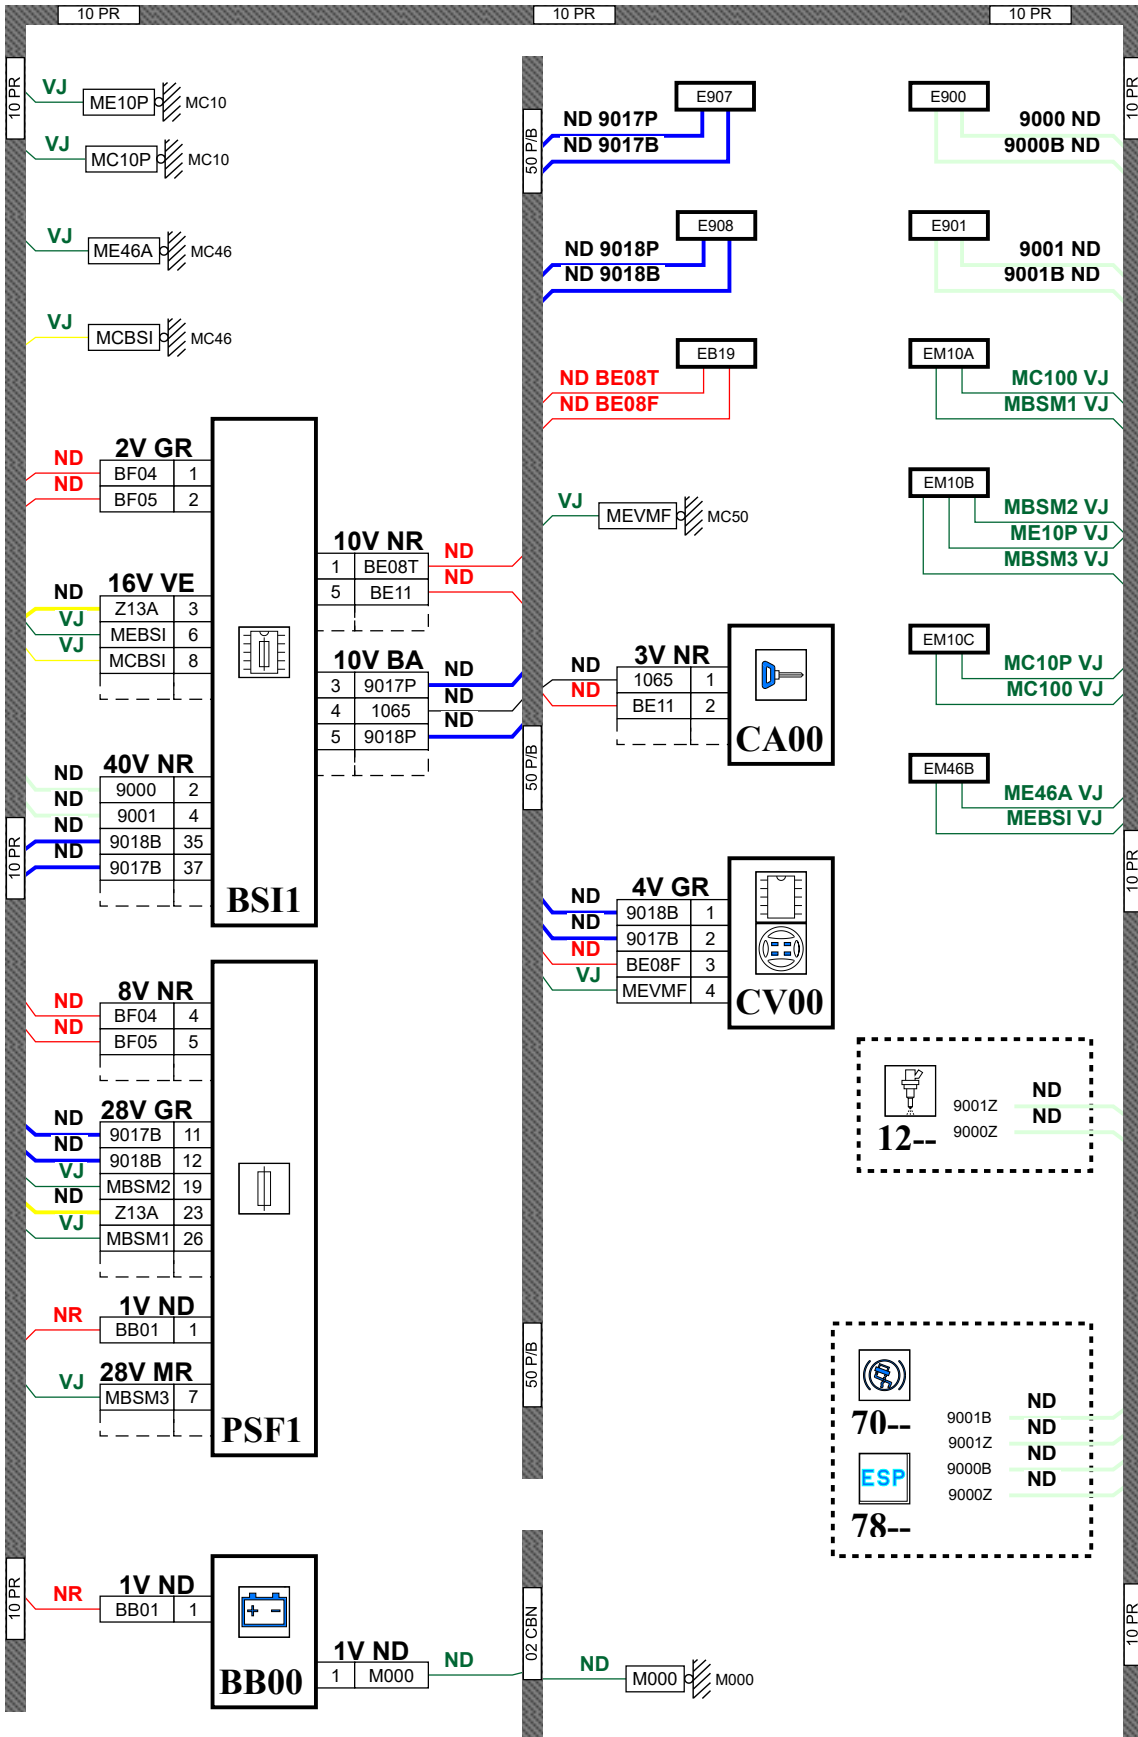 10 PR
10 PR
10 PR
10 PR
VJ
ME10P
MC10
VJ
MC10P
MC10
VJ
ME46A
MC46
VJ
MCBSI
MC46
2V GR
ND
BF04 1
ND
BF05 2
16V VE
ND
Z13A 3
VJ
MEBSI 6
VJ
MCBSI 8
40V NR
ND
9000 2
ND
9001 4
ND
9018B 35
ND
9017B 37
10 PR
BSI1
10V NR
1 BE08T
ND
5 BE11
ND
10V BA
3 9017P
ND
4 1065
ND
5 9018P
ND
8V NR
ND
BF04 4
ND
BF05 5
28V GR
ND
9017B 11
ND
9018B 12
VJ
MBSM2 19
ND
Z13A 23
VJ
MBSM1 26
1V ND
NR
BB01 1
28V MR
VJ
MBSM3 7
PSF1
10 PR
1V ND
NR
BB01 1
BB00
1V ND
1 M000
ND
50 P/B
ND 9017P
ND 9017B
E907
ND 9018P
ND 9018B
E908
ND BE08T
ND BE08F
EB19
VJ
MEVMF
MC50
50 P/B
3V NR
ND
1065 1
ND
BE11 2
CA00
4V GR
ND
9018B 1
ND
9017B 2
ND
BE08F 3
VJ
MEVMF 4
CV00
50 P/B
02 CBN
ND
M000
M000
10 PR
E900
9000 ND
9000B ND
E901
9001 ND
9001B ND
EM10A
MC100 VJ
MBSM1 VJ
EM10B
MBSM2 VJ
ME10P VJ
MBSM3 VJ
EM10C
MC10P VJ
MC100 VJ
EM46B
ME46A VJ
MEBSI VJ
10 PR
12--
9001Z ND
9000Z ND
70--
ESP
78--
9001B ND
9001Z ND
9000B ND
9000Z ND
10 PR